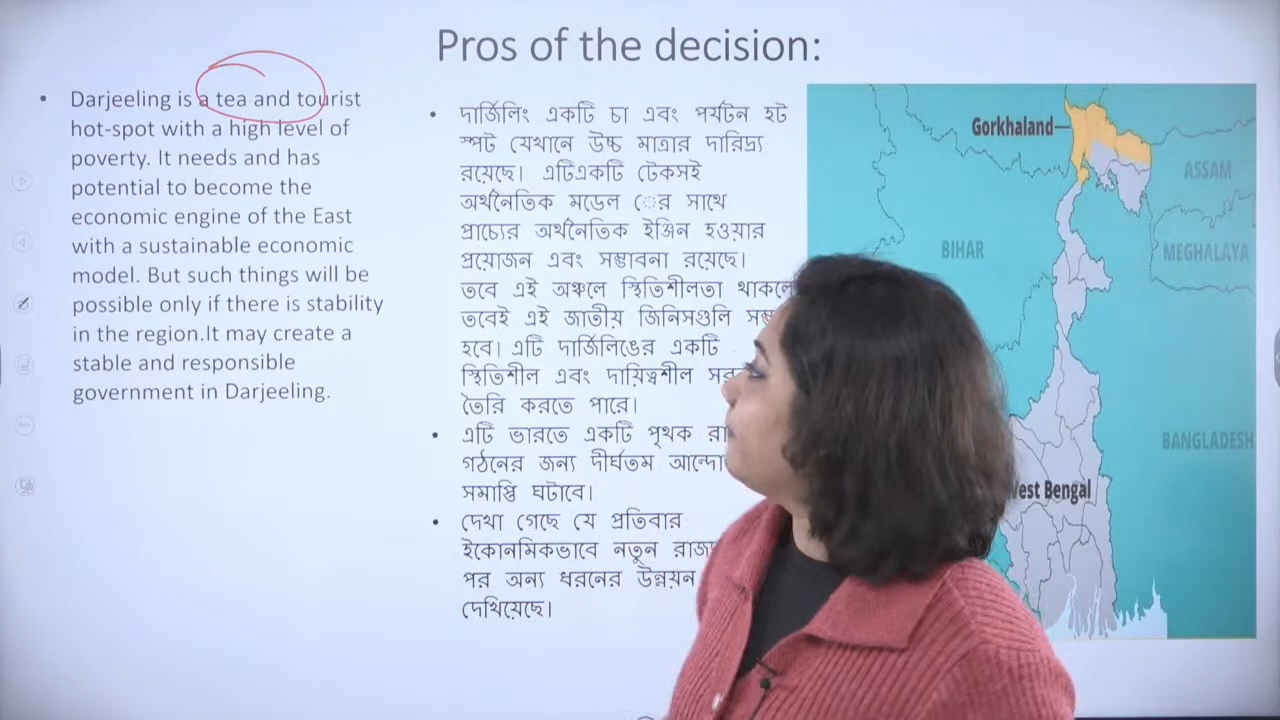 Pros of the decision:
• Darjeeling is a tea and tourist
hot-spot with a high level of
poverty. It needs and has
potential to become the
economic engine of the East
with a sustainable economic
model. But such things will be
possible only if there is stability
in the region.It may create a
stable and responsible
government in Darjeeling.
• দার্জিলিং একটি চা এবং পর্যটন হট
স্পট যেখানে উচ্চ মাত্রার দারিদ্র্য
রয়েছে। এটিএকটি টেকসই
অর্থনৈতিক মডেল ের সাথে
প্রাচ্যের অর্থনৈতিক ইঞ্জিন হওয়ার
প্রয়োজন এবং সম্ভাবনা রয়েছে।
তবে এই অঞ্চলে স্থিতিশীলতা থাকলে
তবেই এই জাতীয় জিনিসগুলি
হবে। এটি দার্জিলিঙের একটি
স্থিতিশীল এবং দায়িত্বশীল
তৈরি করতে পারে।
• এটি ভারতে একটি পৃথক
গঠনের জন্য দীর্ঘতম
সমাপ্তি ঘটাবে।
• দেখা গেছে যে প্রতিবার
ইকোনমিকভাবে নতুন
পর অন্য ধরনের উন্নয়ন
দেখিয়েছে।
Gorkhaland
ASSAM
BIHAR
MEGHALAYA
BANGLADESH
West Bengal